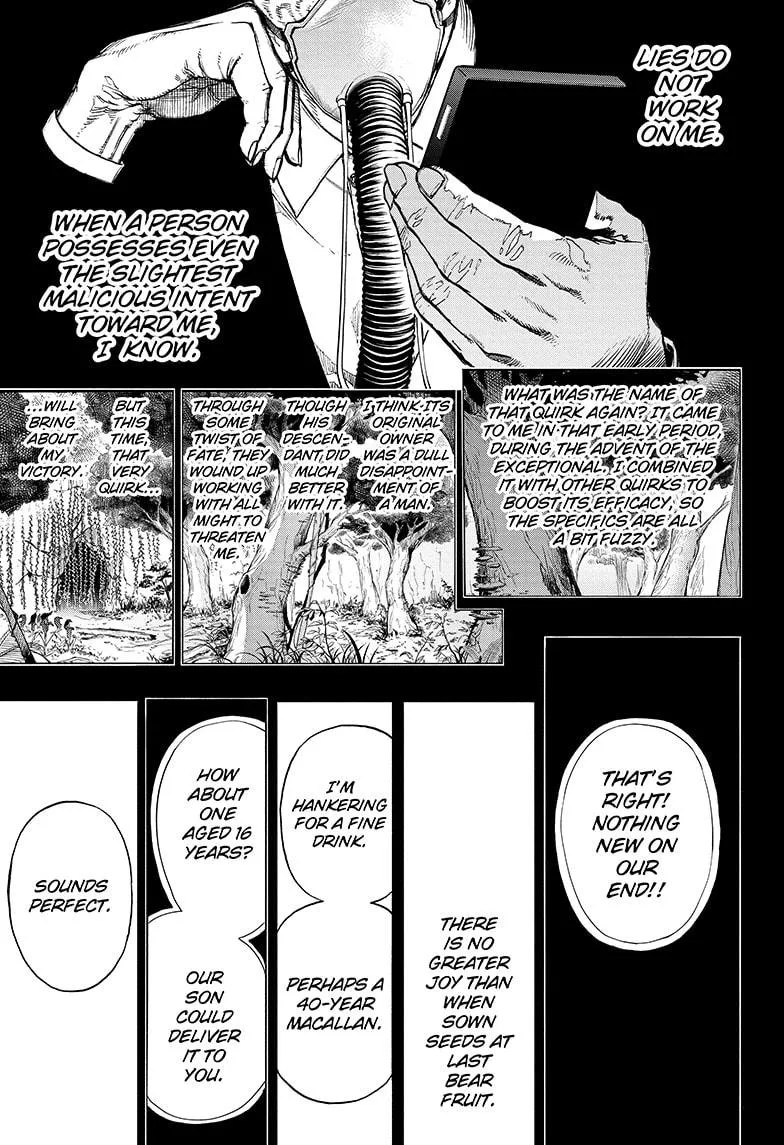 LIES DO
NOT
WORK
ON ME.
WHEN A PERSON
POSSESSES EVEN
THE SLIGHTEST
MALICIOUS INTENT
TOWARD ME,
I KNOW.
WHAT WAS THE NAME OF
THAT QUIRK AGAIN? IT CAME
TO ME IN THAT EARLY PERIOD
DURING THE ADVENT OF THE
EXCEPTIONAL. I COMBINED
IT WITH OTHER QUIRKS TO
BOOST ITS EFFICACY, SO
THE SPECIFICS ARE ALL
A BIT FUZZY.
I THINK ITS
ORIGINAL
OWNER
WAS A DULL
DISAPPOINT-
MENT OF
A MAN.
THOUGH
HIS
DESCEN-
DANT DID
MUCH
BETTER
WITH IT.
THROUGH
SOME
TWIST OF
FATE, THEY
WOUND UP
WORKING
WITH ALL
MIGHT TO
THREATEN
ME.
BUT
THIS
TIME,
THAT
VERY
QUIRK...
...WILL
BRING
ABOUT
MY
VICTORY.
THAT'S
RIGHT!
NOTHING
NEW ON
OUR
END!!
THERE
IS NO
GREATER
JOY THAN
WHEN
SOWN
SEEDS AT
LAST
BEAR
FRUIT.
I'M
HANKERING
FOR A FINE
DRINK.
PERHAPS A
40-YEAR
MACALLAN.
HOW
ABOUT
ONE
AGED 16
YEARS?
OUR
SON
COULD
DELIVER
IT TO
YOU.
SOUNDS
PERFECT.